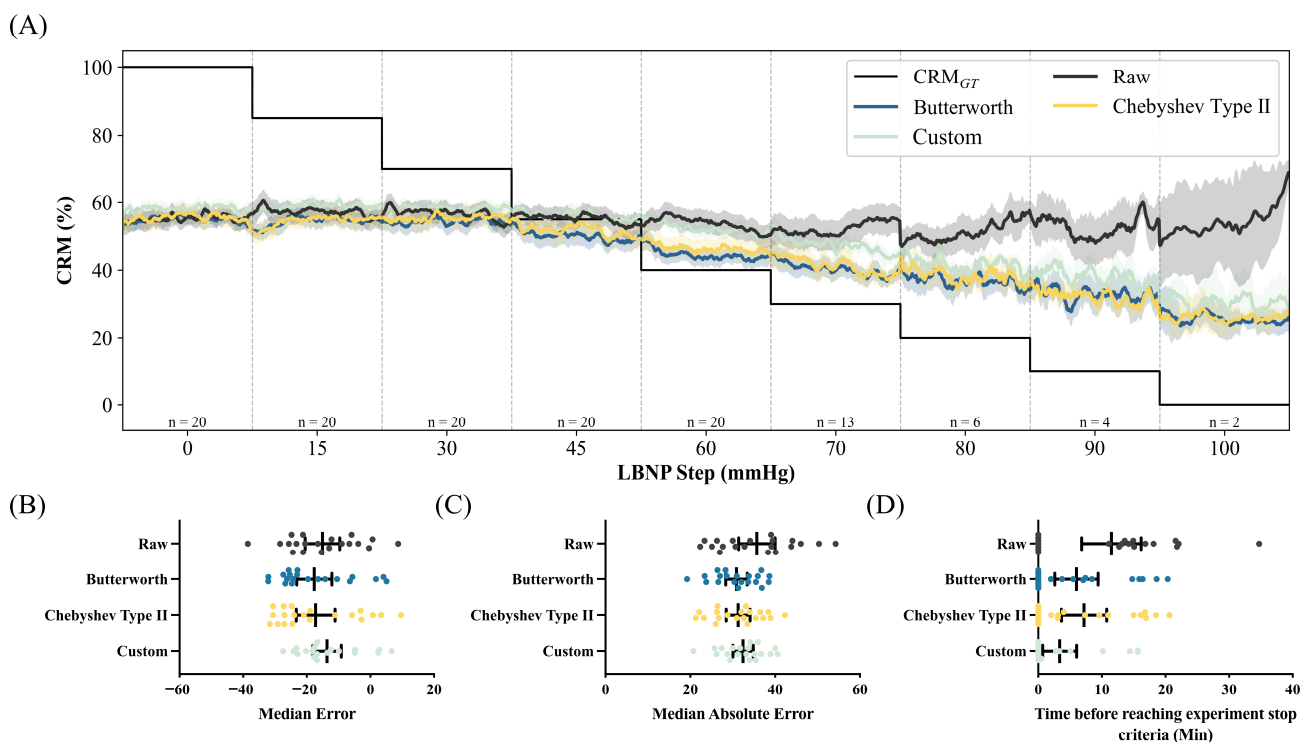 (A)
100
80
60
40
20
0
CRM (%)
CRM_GT
Butterworth
Custom
Raw
Chebyshev Type II
n = 20 n = 20 n = 20 n = 20 n = 20 n = 13 n = 6 n = 4 n = 2
0 15 30 45 60 70 80 90 100
LBNP Step (mmHg)
(B)
Raw
Butterworth
Chebyshev Type II
Custom
−60 −40 −20 0 20
Median Error
(C)
Raw
Butterworth
Chebyshev Type II
Custom
0 20 40 60
Median Absolute Error
(D)
Raw
Butterworth
Chebyshev Type II
Custom
0 10 20 30 40
Time before reaching experiment stop
criteria (Min)